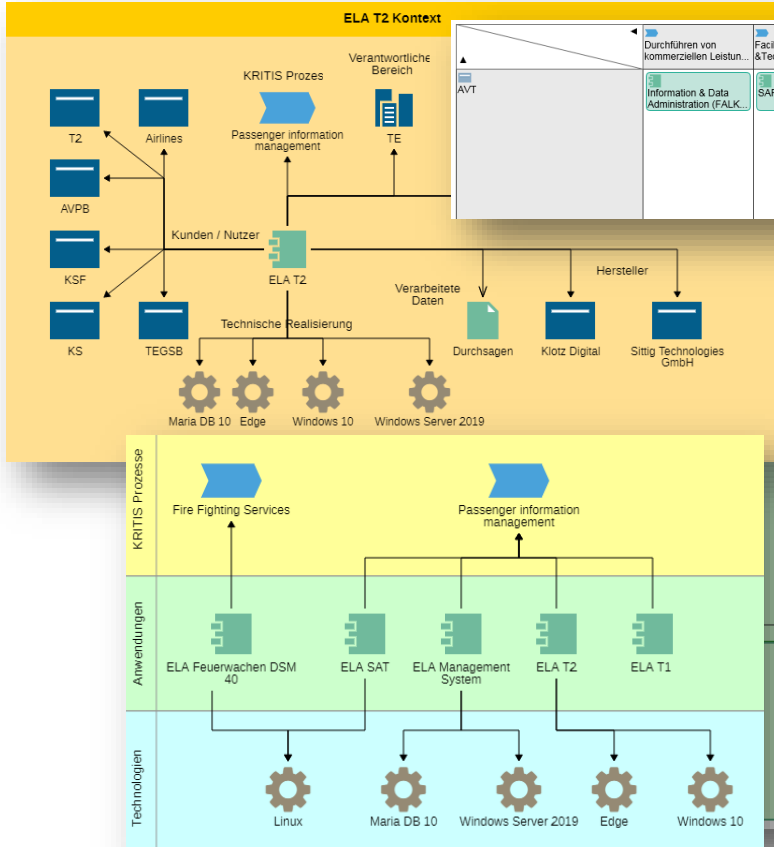 ELA T2 Kontext
Durchführen von
kommerziellen Leistun...
AVT
Information & Data
Administration (FALK...
Verantwortliche
Bereich
KRITIS Prozes
T2
Airlines
Passenger information
management
TE
AVPB
Kunden / Nutzer
KSF
ELA T2
Hersteller
Verarbeitete
Daten
Technische Realisierung
KS
TEGSB
Durchsagen
Klotz Digital
Sittig Technologies
GmbH
Maria DB 10
Edge
Windows 10
Windows Server 2019
KRITIS Prozesse
Fire Fighting Services
Passenger information
management
Anwendungen
ELA Feuerwachen DSM
40
ELA SAT
ELA Management
System
ELA T2
ELA T1
Technologien
Linux
Maria DB 10
Windows Server 2019
Edge
Windows 10